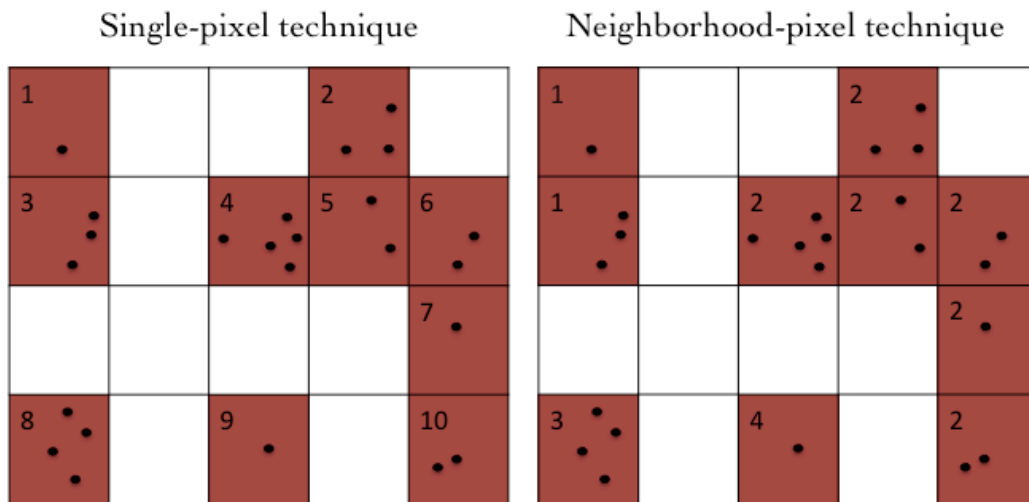 Single-pixel technique
Neighborhood-pixel technique
1 2
3 4 5 6
7
8 9 10
1 2
1 2 2 2
2
3 4 2